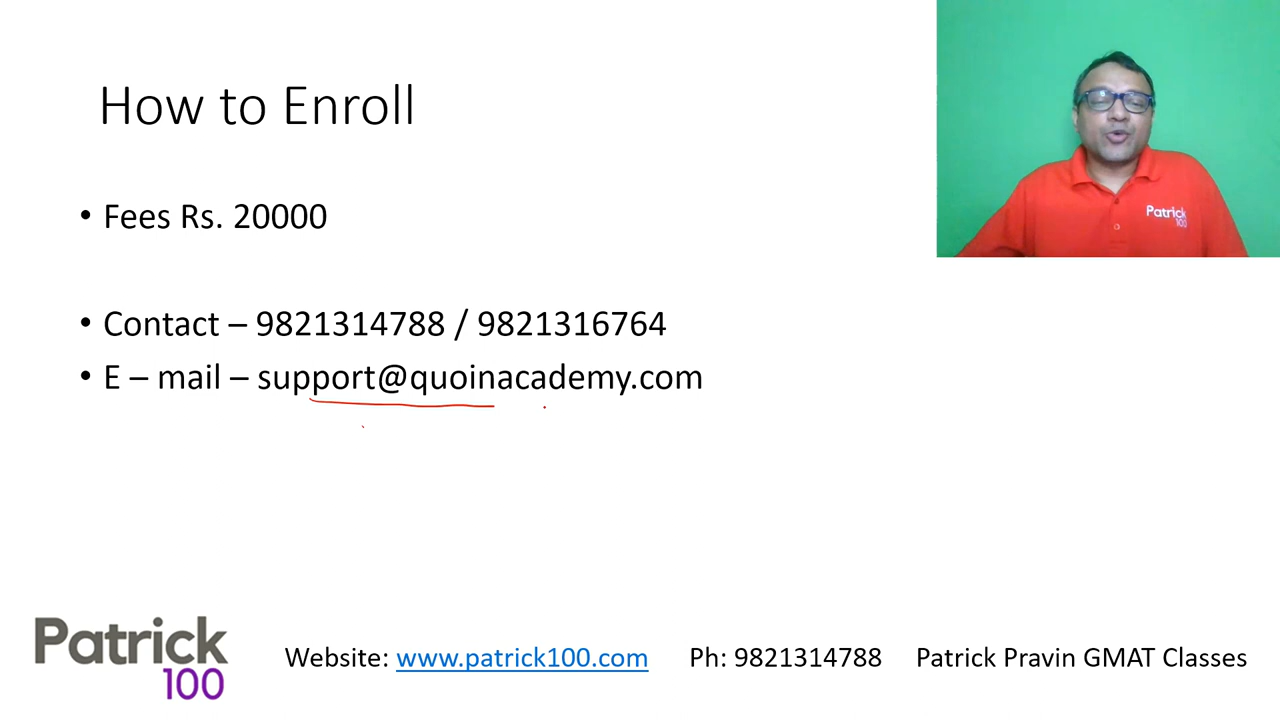 How to Enroll
• Fees Rs. 20000
• Contact – 9821314788 / 9821316764
• E – mail – support@quoinacademy.com
Patrick
100
Patrick
100
Website: www.patrick100.com Ph: 9821314788 Patrick Pravin GMAT Classes